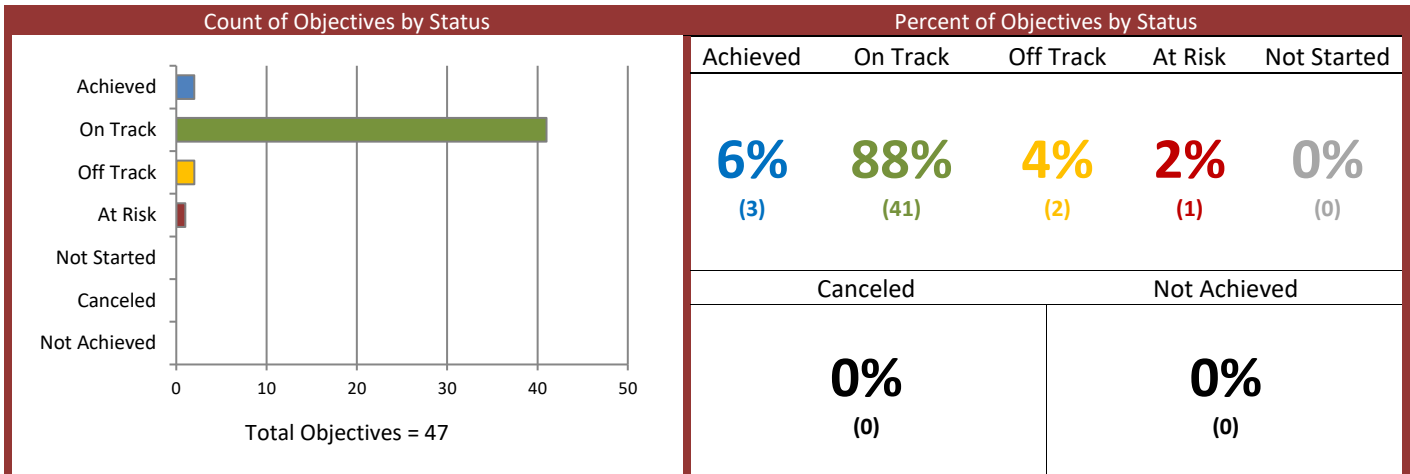 Count of Objectives by Status
Achieved
On Track
Off Track
At Risk
Not Started
Canceled
Not Achieved
0 10 20 30 40 50
Total Objectives = 47
Percent of Objectives by Status
Achieved On Track Off Track At Risk Not Started
6% 88% 4% 2% 0%
(3) (41) (2) (1) (0)
Canceled Not Achieved
0% 0%
(0) (0)